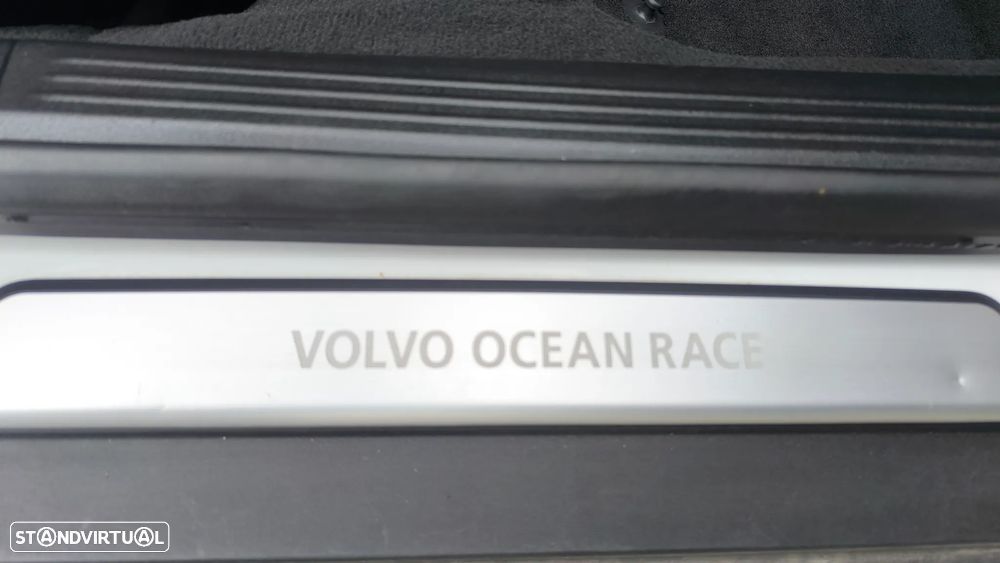 VOLVO OCEAN RACE
STANDVIRTUAL